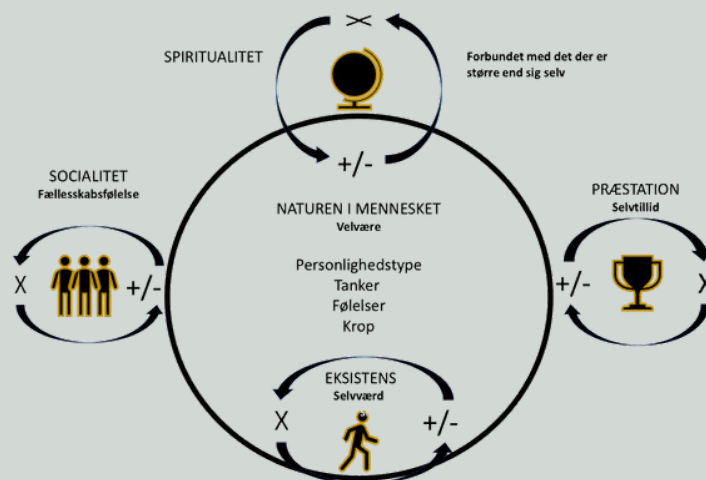 SPIRITUALITET
Forbundet med det der er
større end sig selv
+/-
SOCIALITET
Fællesskabsfølelse
X
+/-
NATUREN I MENNESKET
Velvære
Personlighedstype
Tanker
Følelser
Krop
PRÆSTATION
Selvtillid
+/-
X
EKSISTENS
Selvværd
X
+/-